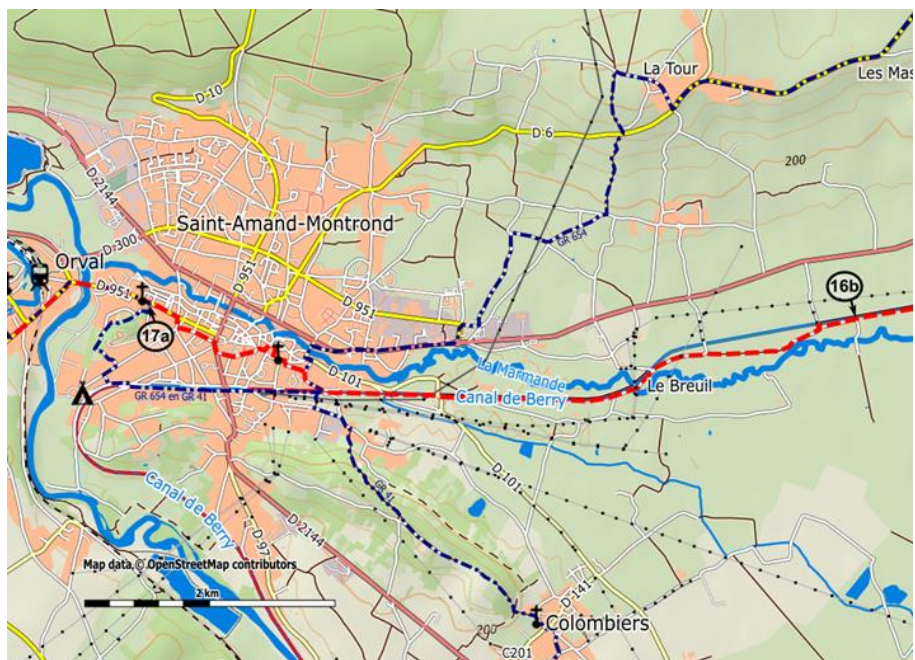 La Tour
Les Mas
D 10
D 6
200
D 2144
Saint-Amand-Montrond
GR 654
D 300
Orval
D 951
D 951
D 951
16b
17a
La Marmande
D 101
Le Breuil
Canal de Berry
GR 654 en GR 41
D 101
GR 41
Canal de Berry
D 2144
D 97
Map data © OpenStreetMap contributors
2 km
D 141
200
Colombiers
C201